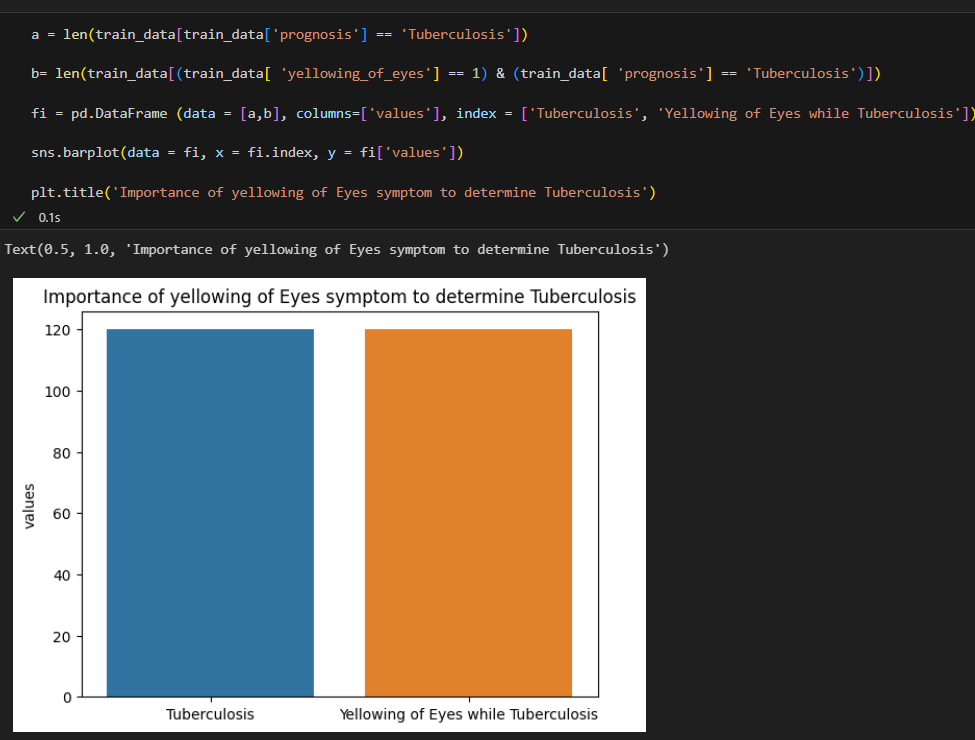 a = len(train_data[train_data['prognosis'] == 'Tuberculosis'])
b= len(train_data[(train_data[ 'yellowing_of_eyes'] == 1) & (train_data[ 'prognosis'] == 'Tuberculosis')])
fi = pd.DataFrame (data = [a,b], columns=['values'], index = ['Tuberculosis', 'Yellowing of Eyes while Tuberculosis'])
sns.barplot(data = fi, x = fi.index, y = fi['values'])
plt.title('Importance of yellowing of Eyes symptom to determine Tuberculosis')
0.1s
Text(0.5, 1.0, 'Importance of yellowing of Eyes symptom to determine Tuberculosis')
Importance of yellowing of Eyes symptom to determine Tuberculosis
120
100
80
60
40
20
0
values
Tuberculosis
Yellowing of Eyes while Tuberculosis